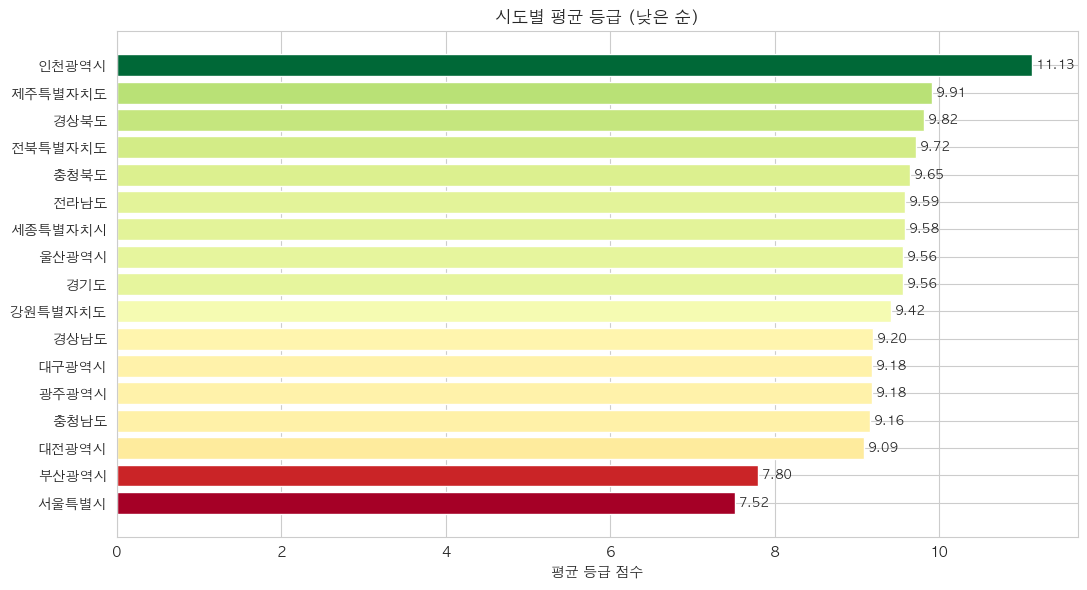 시도별 평균 등급 (낮은 순)
인천광역시 11.13
제주특별자치도 9.91
경상북도 9.82
전북특별자치도 9.72
충청북도 9.65
전라남도 9.59
세종특별자치시 9.58
울산광역시 9.56
경기도 9.56
강원특별자치도 9.42
경상남도 9.20
대구광역시 9.18
광주광역시 9.18
충청남도 9.16
대전광역시 9.09
부산광역시 7.80
서울특별시 7.52
0 2 4 6 8 10
평균 등급 점수